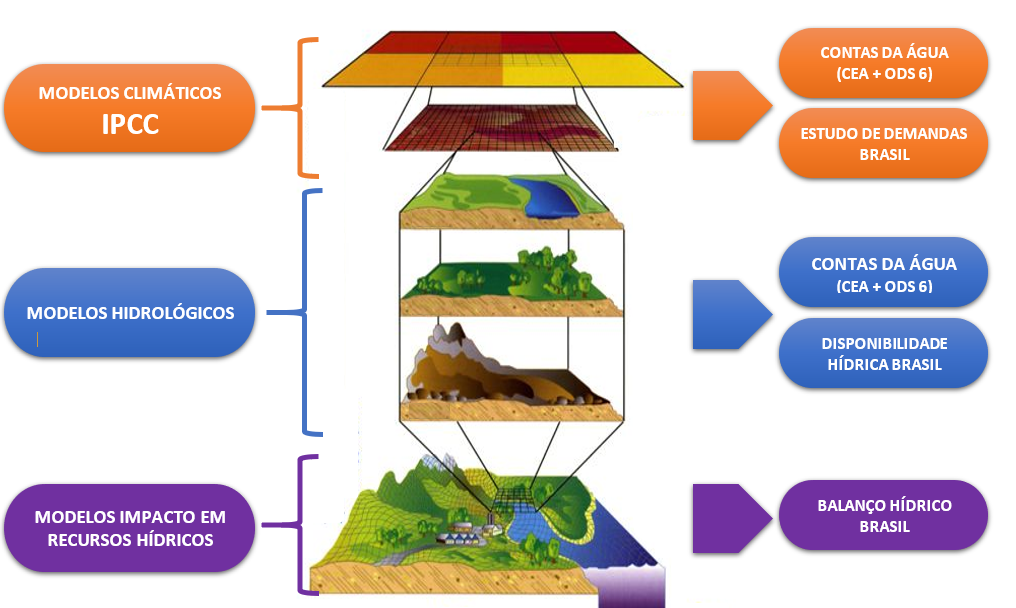 MODELOS CLIMÁTICOS
IPCC
CONTAS DA ÁGUA
(CEA + ODS 6)
ESTUDO DE DEMANDAS
BRASIL
MODELOS HIDROLÓGICOS
CONTAS DA ÁGUA
(CEA + ODS 6)
DISPONIBILIDADE
HÍDRICA BRASIL
MODELOS IMPACTO EM
RECURSOS HÍDRICOS
BALANÇO HÍDRICO
BRASIL